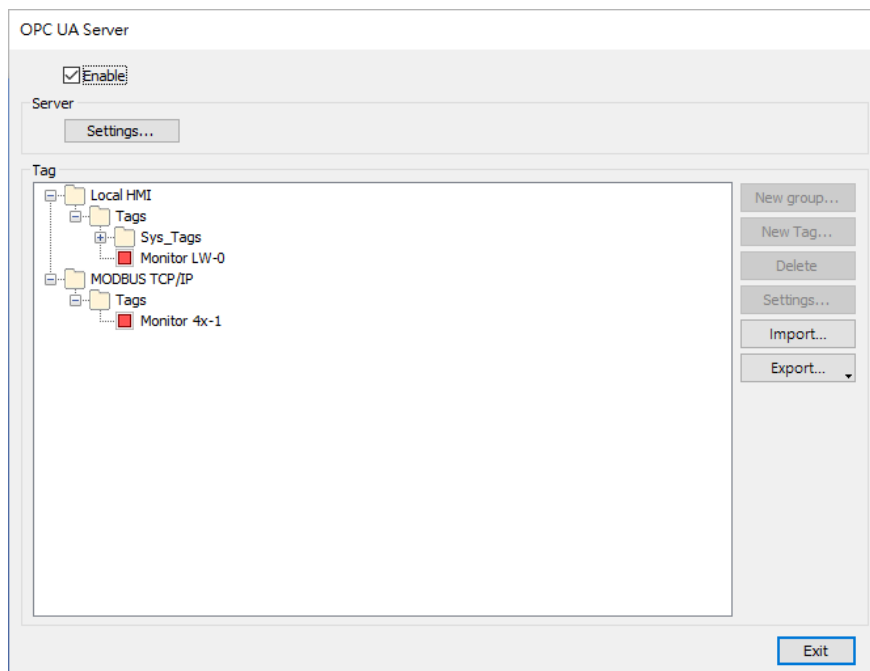 OPC UA Server
Enable
Server
Settings...
Tag
Local HMI
Tags
Sys_Tags
Monitor LW-0
MODBUS TCP/IP
Tags
Monitor 4x-1
New group...
New Tag...
Delete
Settings...
Import...
Export...
Exit